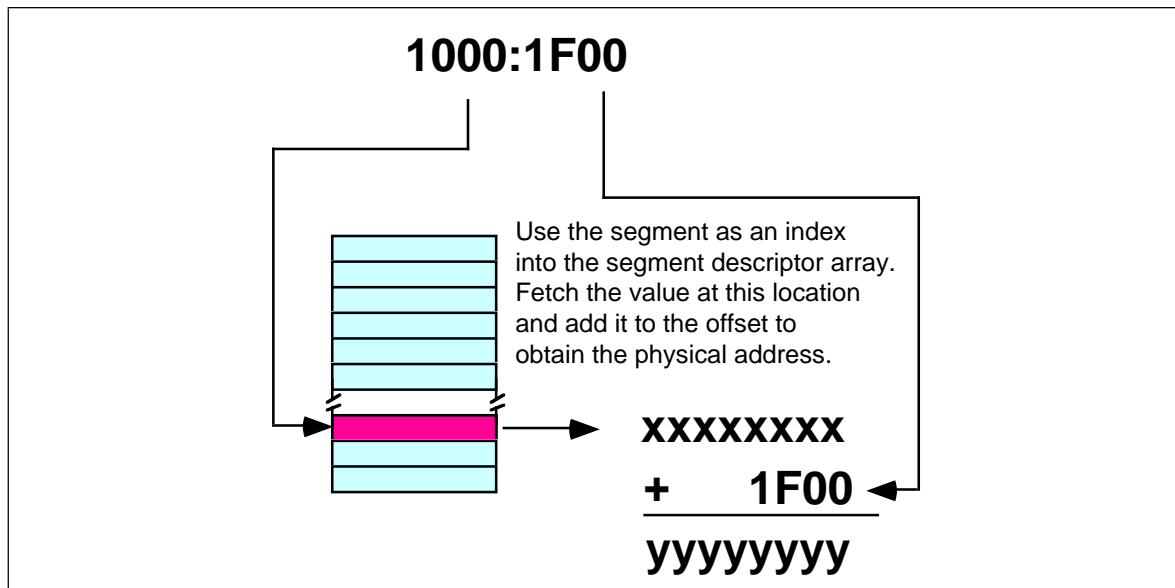 1000:1F00
Use the segment as an index
into the segment descriptor array.
Fetch the value at this location
and add it to the offset to
obtain the physical address.
xxxxxxxx
+ 1F00
yyyyyyyy